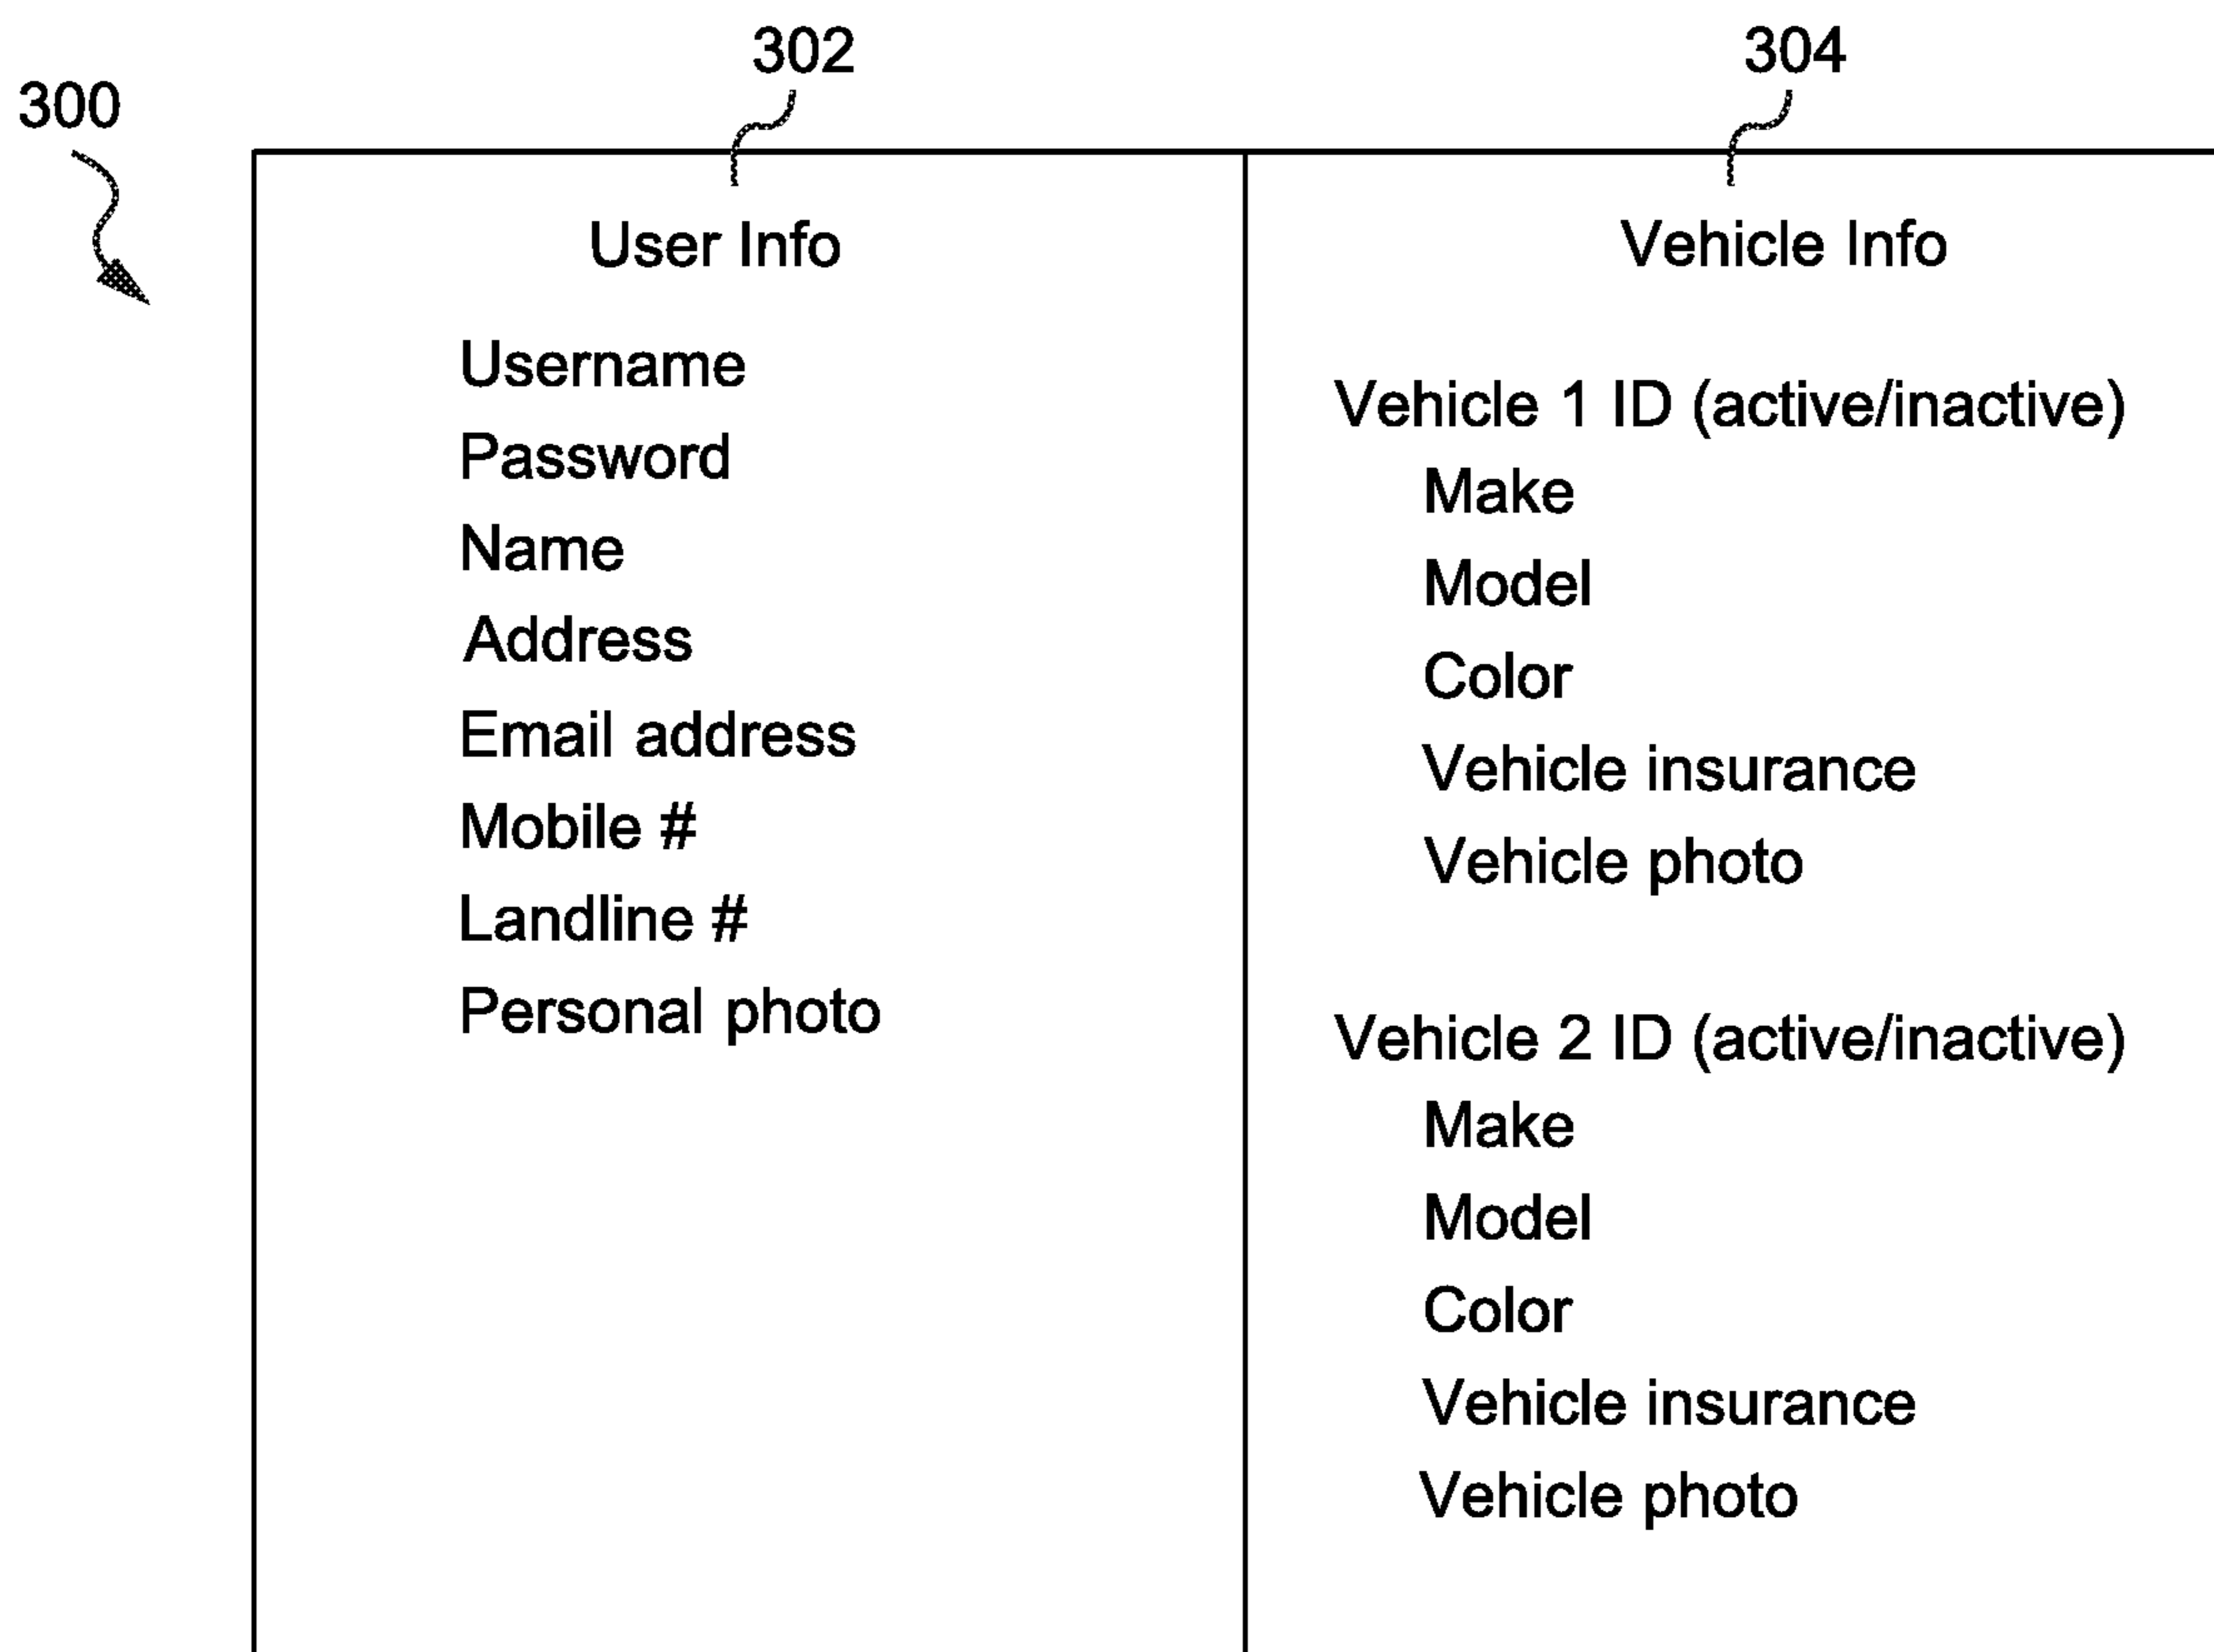 300
302
User Info
Username
Password
Name
Address
Email address
Mobile #
Landline #
Personal photo
304
Vehicle Info
Vehicle 1 ID (active/inactive)
Make
Model
Color
Vehicle insurance
Vehicle photo
Vehicle 2 ID (active/inactive)
Make
Model
Color
Vehicle insurance
Vehicle photo